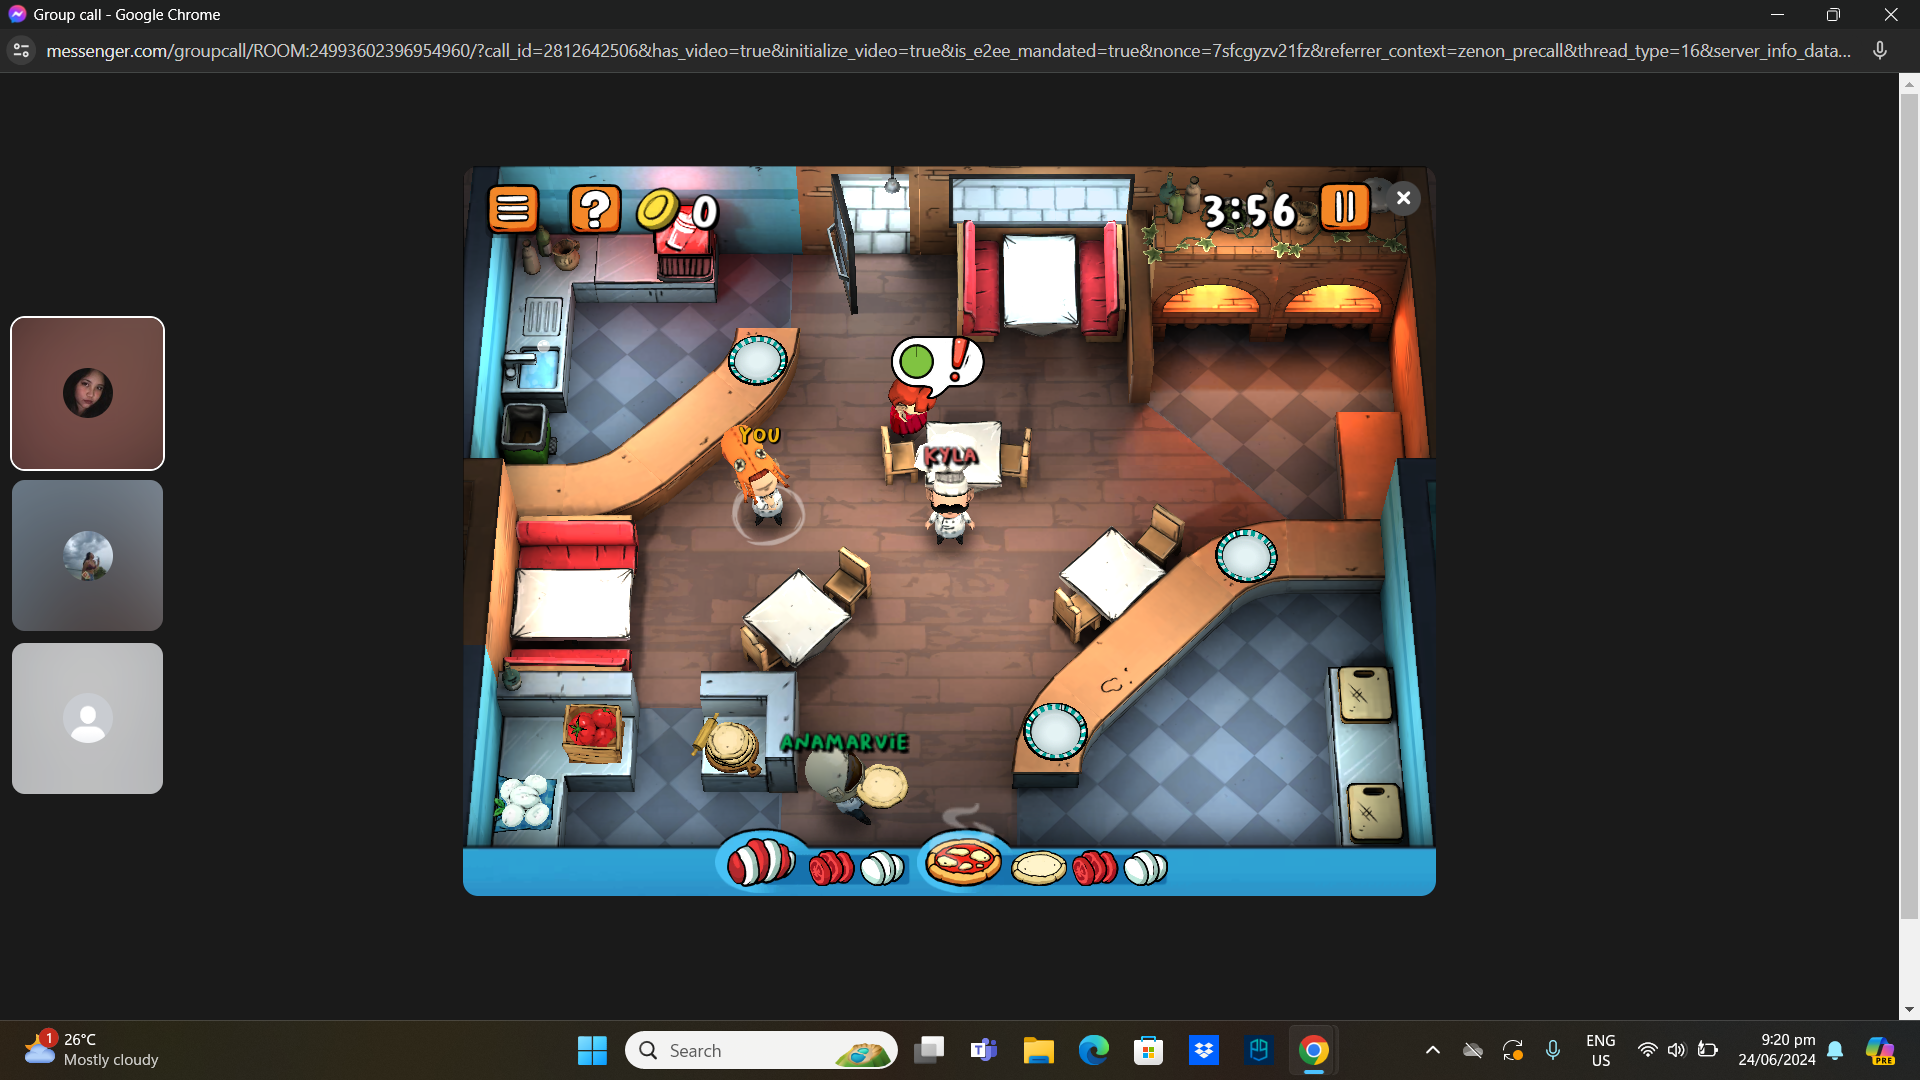 Group call - Google Chrome
messenger.com/groupcall/ROOM:24993602396954960/?call_id=2812642506&has_video=true&initialize_video=true&is_e2ee_mandated=true&nonce=7sfcgyzv21fz&referrer_context=zenon_precall&thread_type=16&server_info_data...
? 0
3:56
!
YOU
KYLA
ANAMARVIE
1
26°C
Mostly cloudy
Search
ENG
US
9:20 pm
24/06/2024
PRE